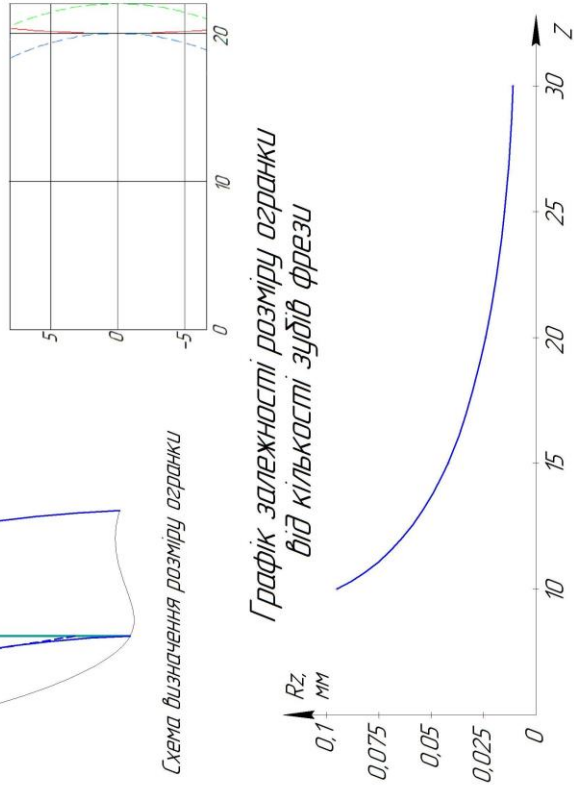 5
0
-5
0
10
20
Схема визначення розміру огранки
Графік залежності розміру огранки
від кількості зубів фрези
Rz,
мм
0,1
0,075
0,05
0,025
0
10
15
20
25
30
Z